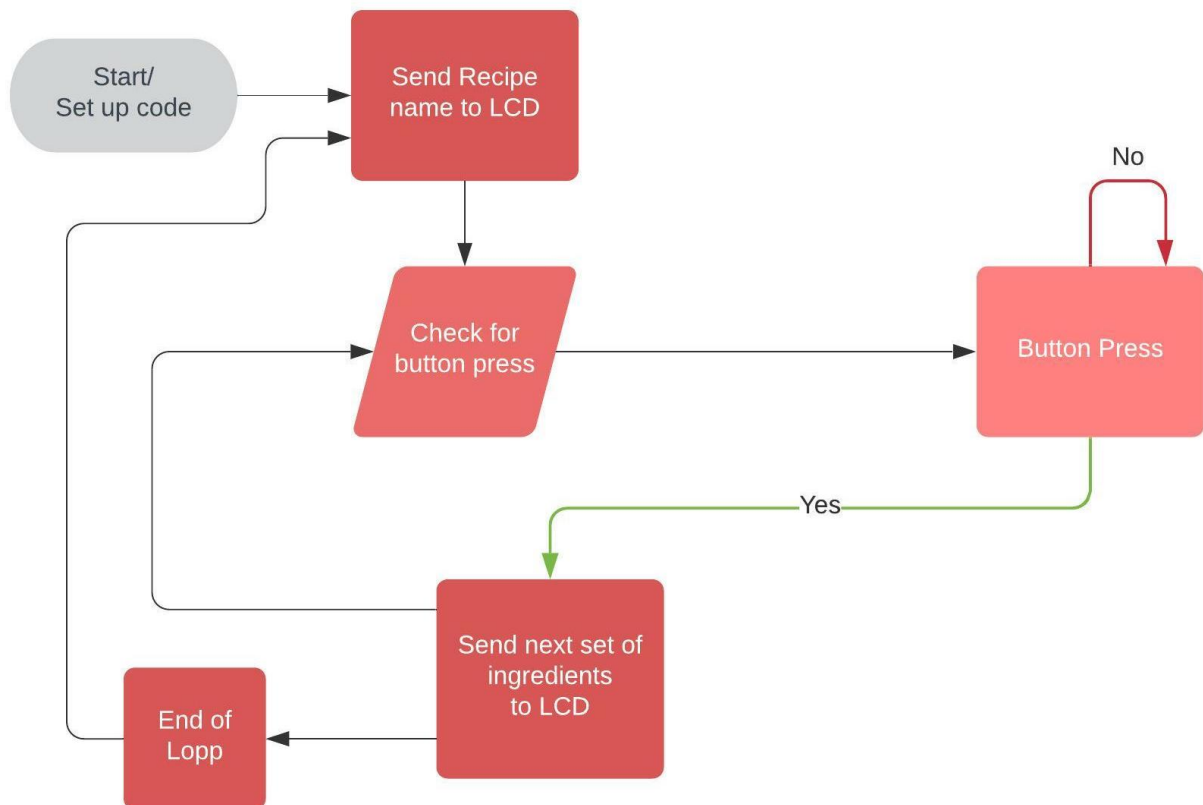 Start/
Set up code
Send Recipe
name to LCD
No
Check for
button press
Button Press
Yes
Send next set of
ingredients
to LCD
End of
Lopp